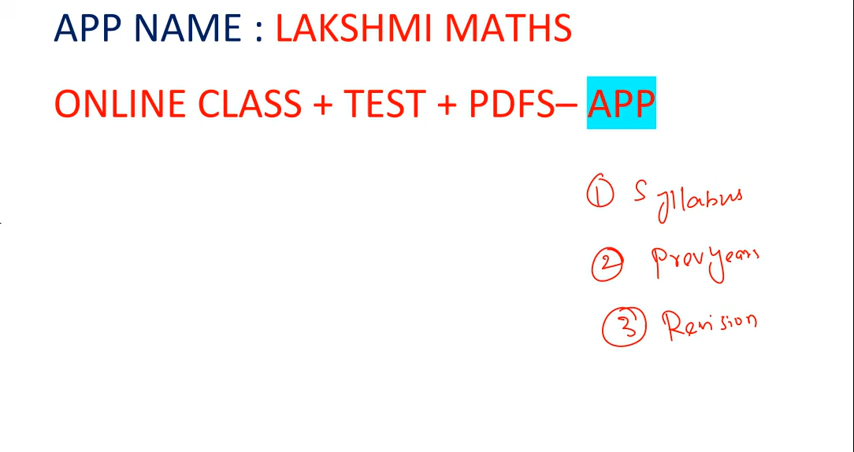 APP NAME : LAKSHMI MATHS
ONLINE CLASS + TEST + PDFS– APP
① Syllabus
② Prev years
③ Revision